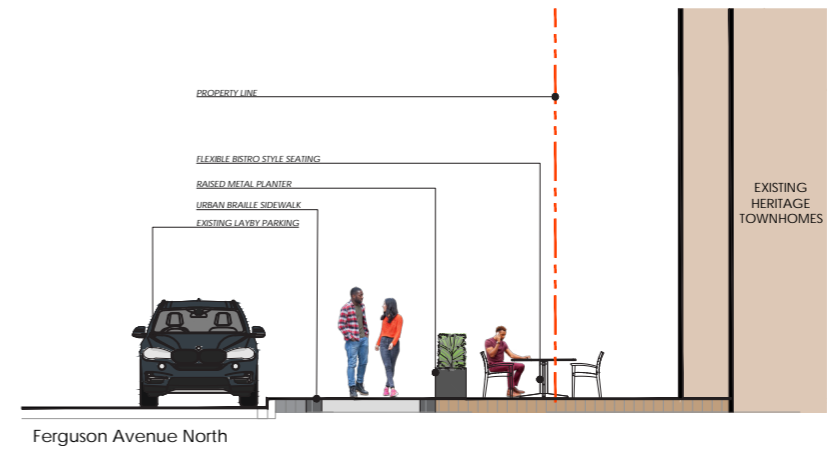 PROPERTY LINE
FLEXIBLE BISTRO STYLE SEATING
RAISED METAL PLANTER
URBAN BRAILLE SIDEWALK
EXISTING LAYBY PARKING
EXISTING
HERITAGE
TOWNHOMES
Ferguson Avenue North